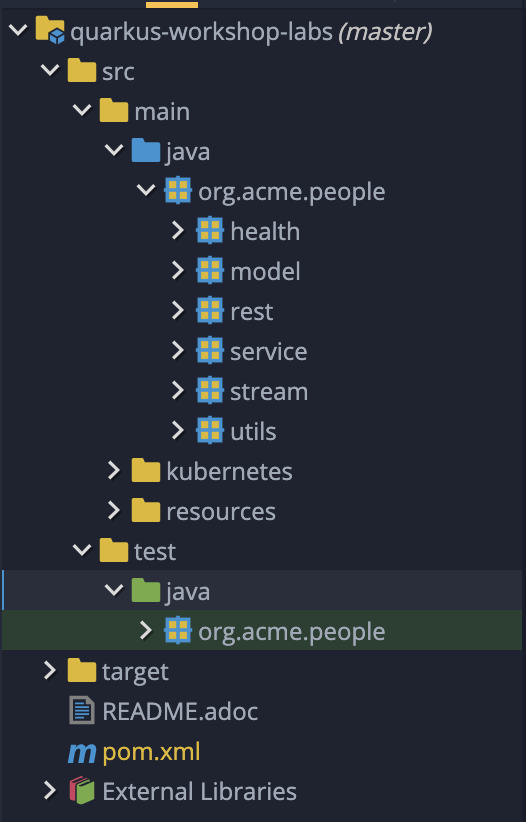 quarkus-workshop-labs (master)
src
main
java
org.acme.people
health
model
rest
service
stream
utils
kubernetes
resources
test
java
org.acme.people
target
README.adoc
m pom.xml
External Libraries